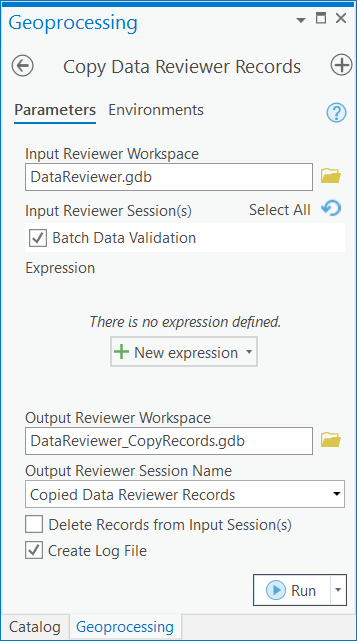 Geoprocessing
Copy Data Reviewer Records
Parameters Environments
Input Reviewer Workspace
DataReviewer.gdb
Input Reviewer Session(s) Select All
Batch Data Validation
Expression
There is no expression defined.
New expression
Output Reviewer Workspace
DataReviewer_CopyRecords.gdb
Output Reviewer Session Name
Copied Data Reviewer Records
Delete Records from Input Session(s)
Create Log File
Run
Catalog Geoprocessing